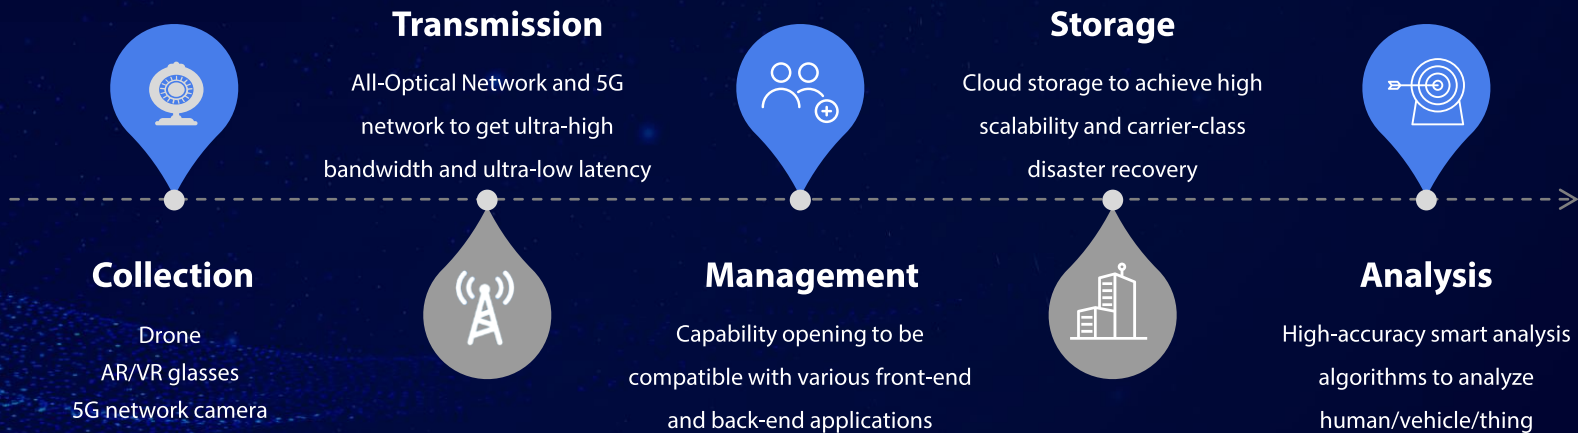 Collection
Drone
AR/VR glasses
5G network camera
Transmission
All-Optical Network and 5G
network to get ultra-high
bandwidth and ultra-low latency
Management
Capability opening to be
compatible with various front-end
and back-end applications
Storage
Cloud storage to achieve high
scalability and carrier-class
disaster recovery
Analysis
High-accuracy smart analysis
algorithms to analyze
human/vehicle/thing